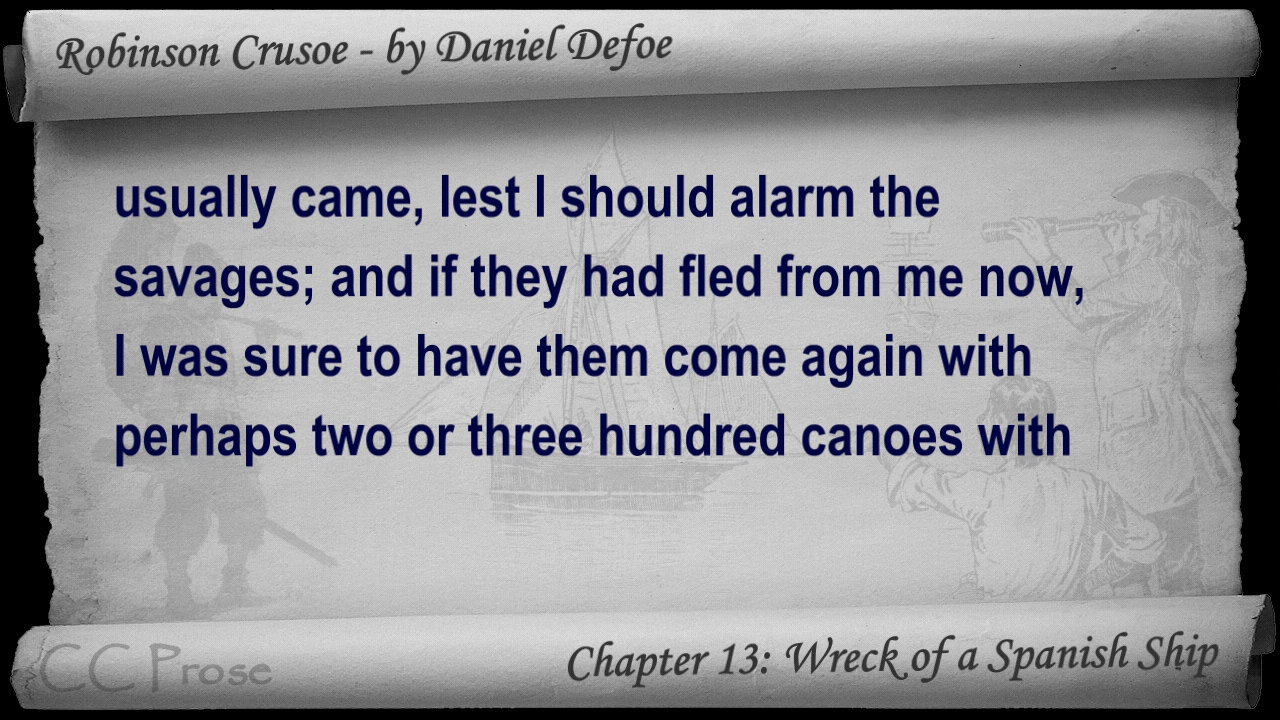 Robinson Crusoe - by Daniel Defoe
usually came, lest I should alarm the
savages; and if they had fled from me now,
I was sure to have them come again with
perhaps two or three hundred canoes with
CC Prose
Chapter 13: Wreck of a Spanish Ship